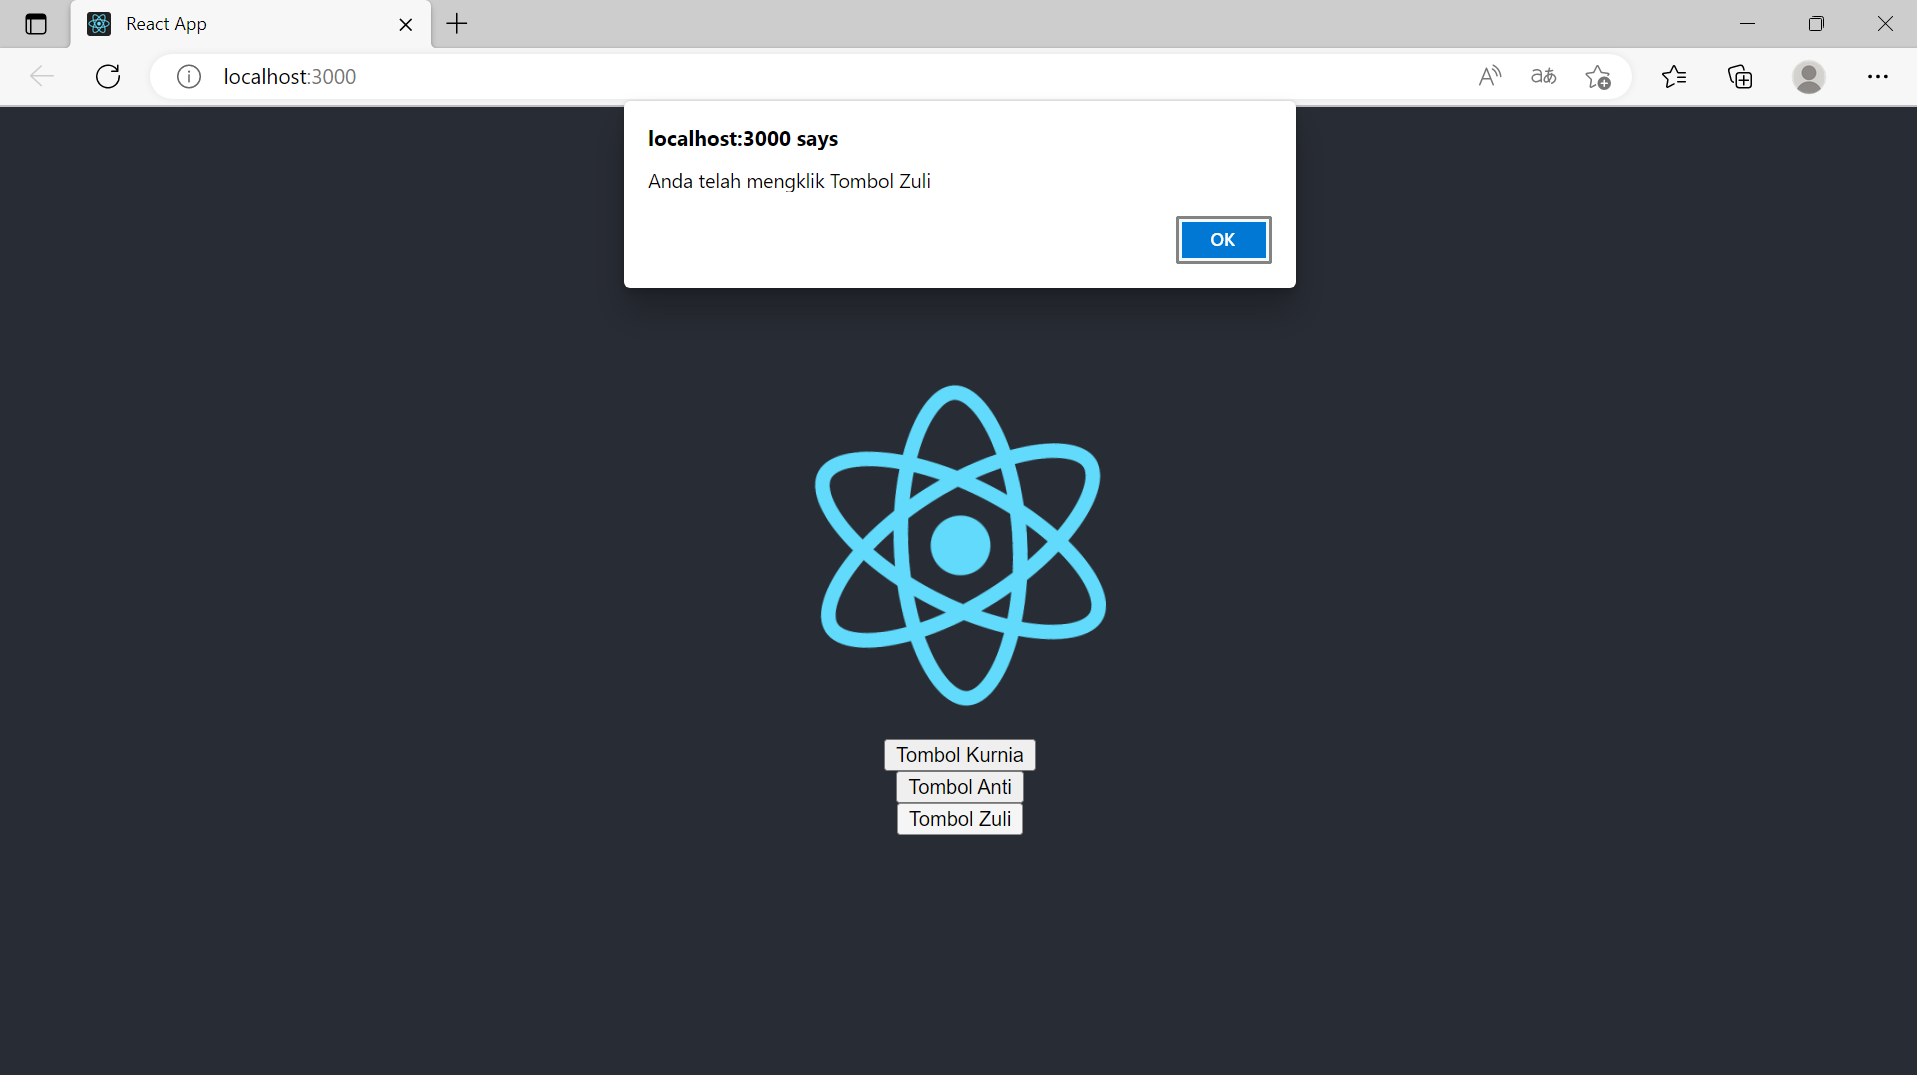 React App
localhost:3000
localhost:3000 says
Anda telah mengklik Tombol Zuli
OK
Tombol Kurnia
Tombol Anti
Tombol Zuli